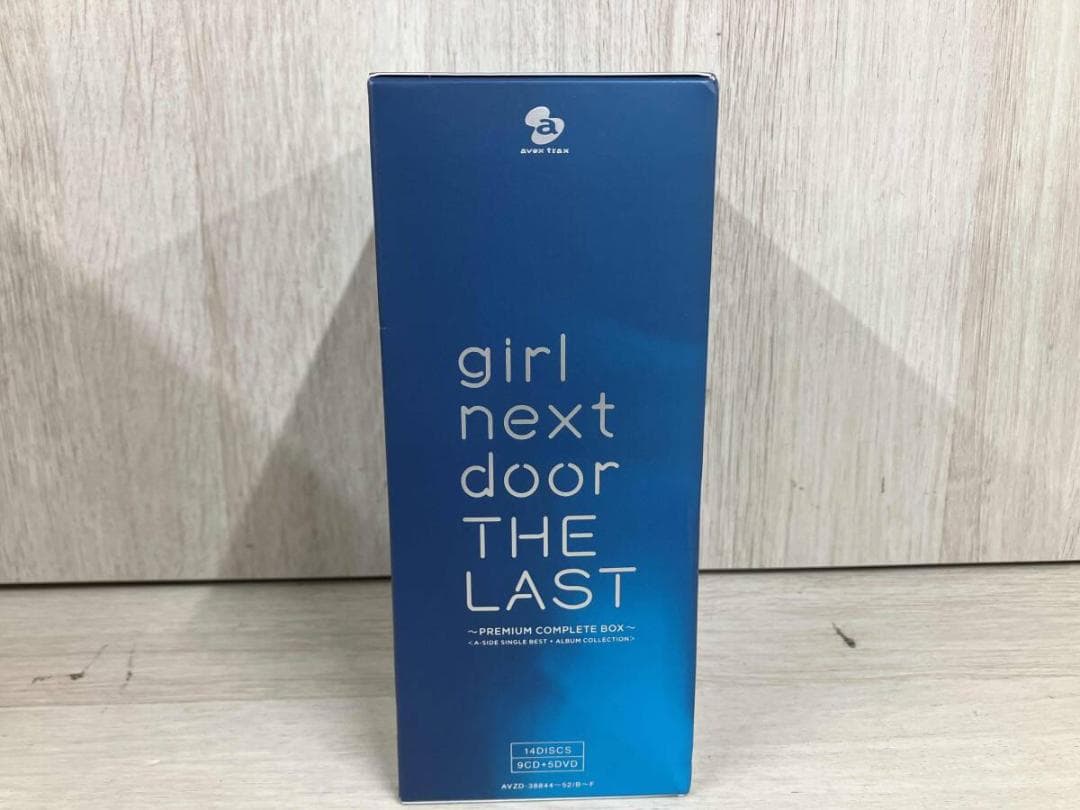 a
avex trax
girl
next
door
THE
LAST
～PREMIUM COMPLETE BOX～
<A-SIDE SINGLE BEST + ALBUM COLLECTION>
14DISCS
9CD+5DVD
AVZD-38844～52/B～F